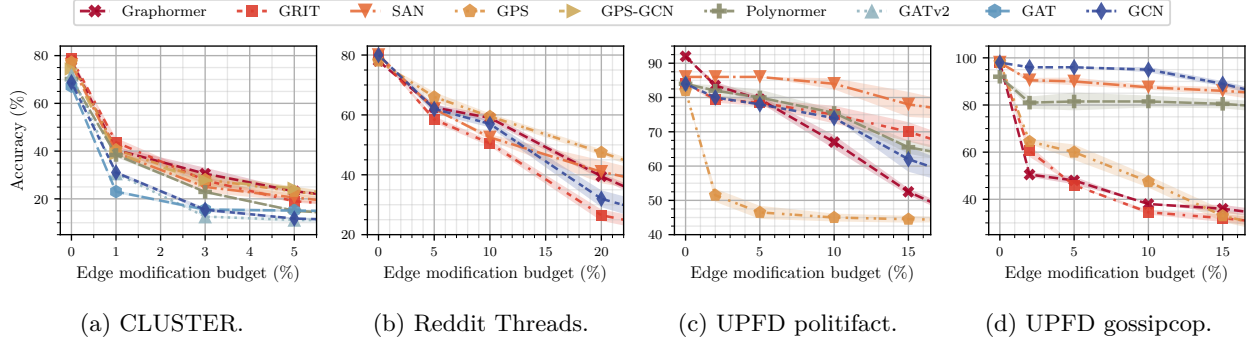 Graphormer GRIT SAN GPS GPS-GCN Polynormer GATv2 GAT GCN
Accuracy (%)
80
60
40
20
0 1 2 3 4 5
Edge modification budget (%)
(a) CLUSTER.
80
60
40
20
0 5 10 15 20
Edge modification budget (%)
(b) Reddit Threads.
90
80
70
60
50
40
0 5 10 15
Edge modification budget (%)
(c) UPFD politifact.
100
80
60
40
0 5 10 15
Edge modification budget (%)
(d) UPFD gossipcop.